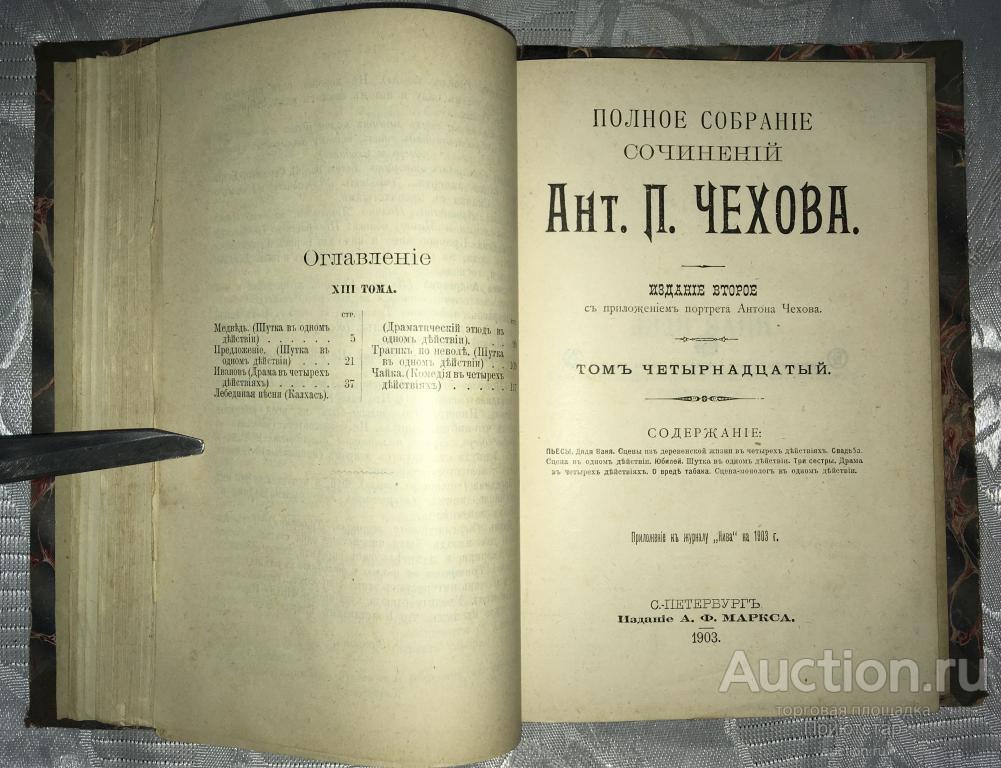 Оглавленіе
XIII ТОМА.
стр.
Медвѣдь. (Шутка въ одномъ
дѣйствіи) . . . . . . 5
Предложеніе. (Шутка въ
одномъ дѣйствіи) . . . . 21
Ивановъ (Драма въ четырехъ
дѣйствіяхъ) . . . . . 37
Лебединая пѣсня (Калхасъ).
(Драматическій этюдъ въ
одномъ дѣйствіи). . .
Трагикъ по неволѣ. (Шутка
въ одномъ дѣйствіи) . .
Чайка. (Комедія въ четырехъ
дѣйствіяхъ) . . . . .
ПОЛНОЕ СОБРАНІЕ
СОЧИНЕНІЙ
Ант. П. ЧЕХОВА.
ИЗДАНІЕ ВТОРОЕ
съ приложеніемъ портрета Антона Чехова.
ТОМЪ ЧЕТЫРНАДЦАТЫЙ.
СОДЕРЖАНІЕ:
ПЬЕСЫ. Дядя Ваня. Сцены изъ деревенской жизни въ четырехъ дѣйствіяхъ. Свадьба.
Сцена въ одномъ дѣйствіи. Юбилей. Шутка въ одномъ дѣйствіи. Три сестры. Драма
въ четырехъ дѣйствіяхъ. О вредѣ табака. Сцена-монологъ въ одномъ дѣйствіи.
Приложеніе къ журналу „Нива“ на 1903 г.
С.-ПЕТЕРБУРГЪ
Изданіе А. Ф. МАРКСА.
1903.
Auction.ru
торговая площадка
auction.ru